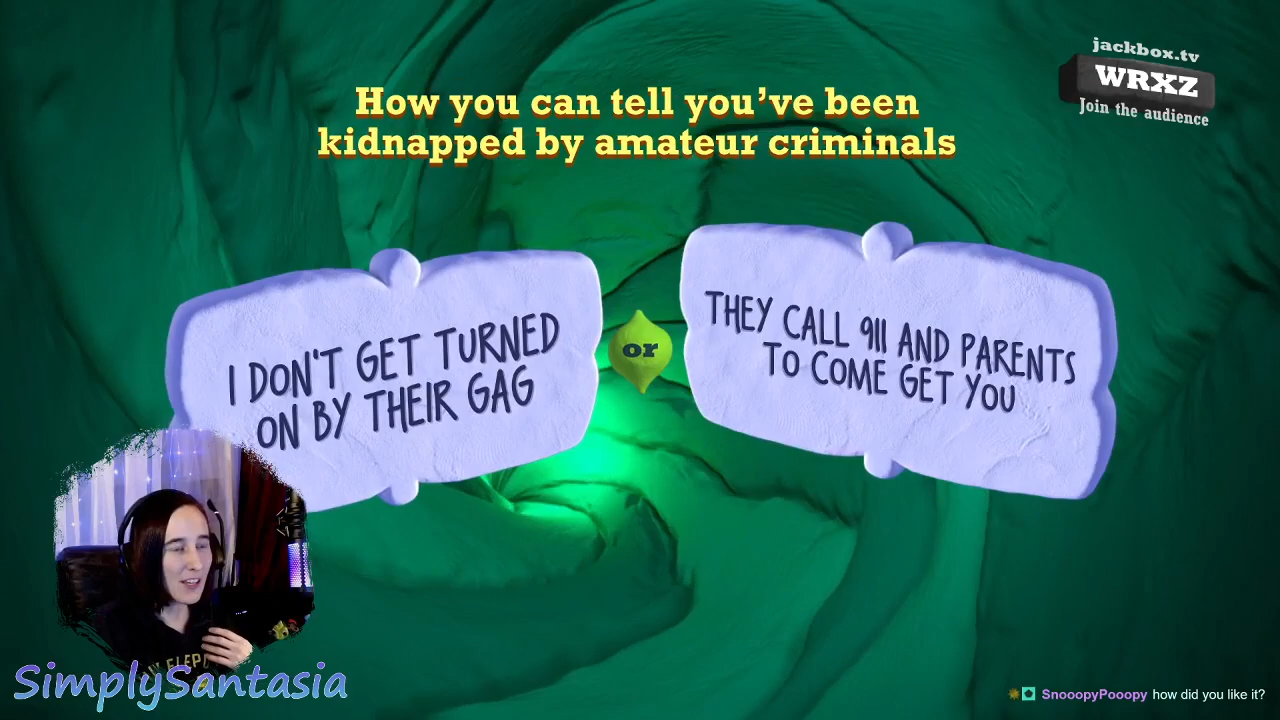 jackbox.tv
WRXZ
Join the audience
How you can tell you've been
kidnapped by amateur criminals
I DON'T GET TURNED
ON BY THEIR GAG
or
THEY CALL 911 AND PARENTS
TO COME GET YOU
SimplySantasia
SnooopyPooopy how did you like it?